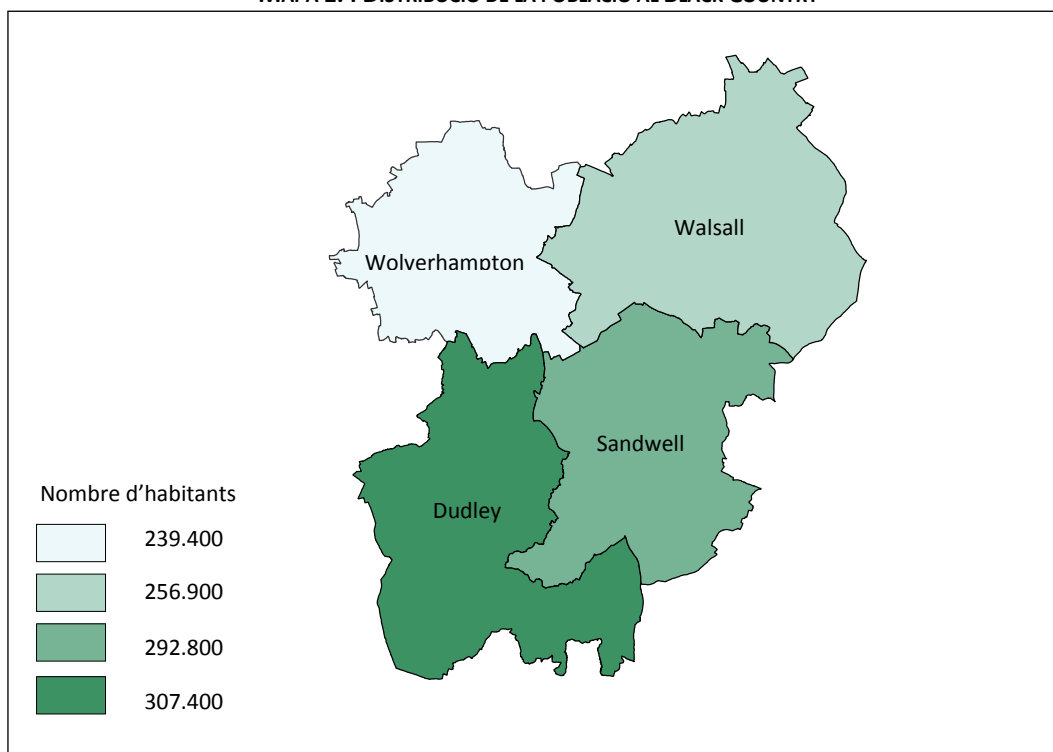 Wolverhampton
Walsall
Sandwell
Dudley
Nombre d’habitants
239.400
256.900
292.800
307.400